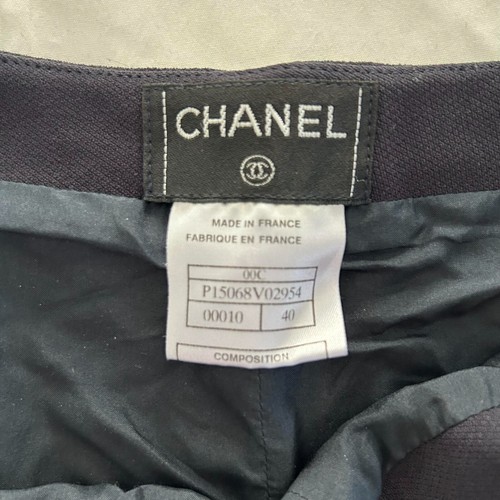 CHANEL
MADE IN FRANCE
FABRIQUE EN FRANCE
00C
P15068V02954
00010 40
COMPOSITION